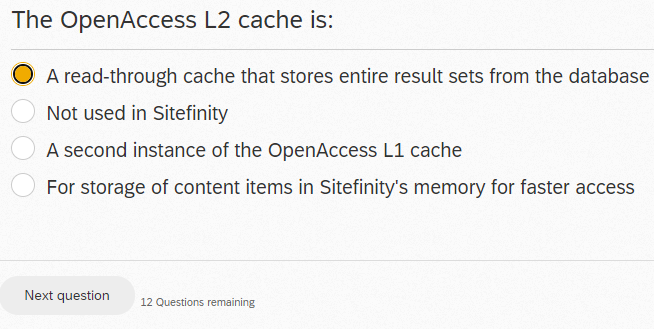 The OpenAccess L2 cache is:
A read-through cache that stores entire result sets from the database
Not used in Sitefinity
A second instance of the OpenAccess L1 cache
For storage of content items in Sitefinity's memory for faster access
Next question
12 Questions remaining